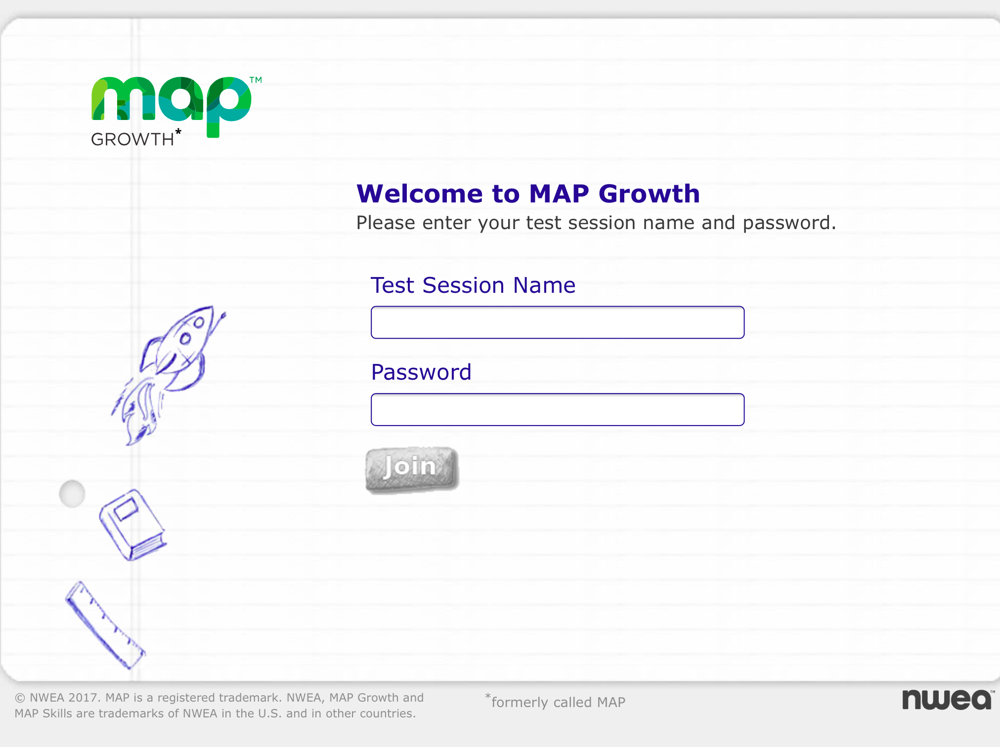 map™
GROWTH*
Welcome to MAP Growth
Please enter your test session name and password.
Test Session Name
Password
Join
© NWEA 2017. MAP is a registered trademark. NWEA, MAP Growth and
MAP Skills are trademarks of NWEA in the U.S. and in other countries.
*formerly called MAP
nwea™